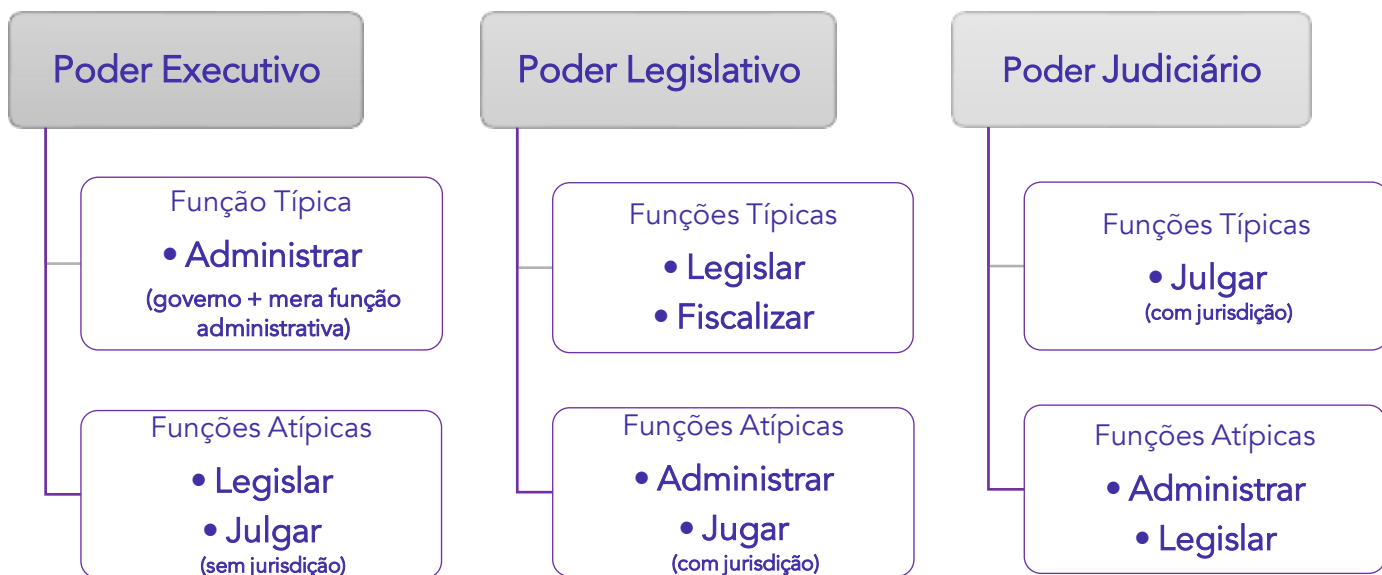 Poder Executivo
Função Típica
• Administrar
(governo + mera função
administrativa)
Funções Atípicas
• Legislar
• Julgar
(sem jurisdição)
Poder Legislativo
Funções Típicas
• Legislar
• Fiscalizar
Funções Atípicas
• Administrar
• Jugar
(com jurisdição)
Poder Judiciário
Funções Típicas
• Julgar
(com jurisdição)
Funções Atípicas
• Administrar
• Legislar